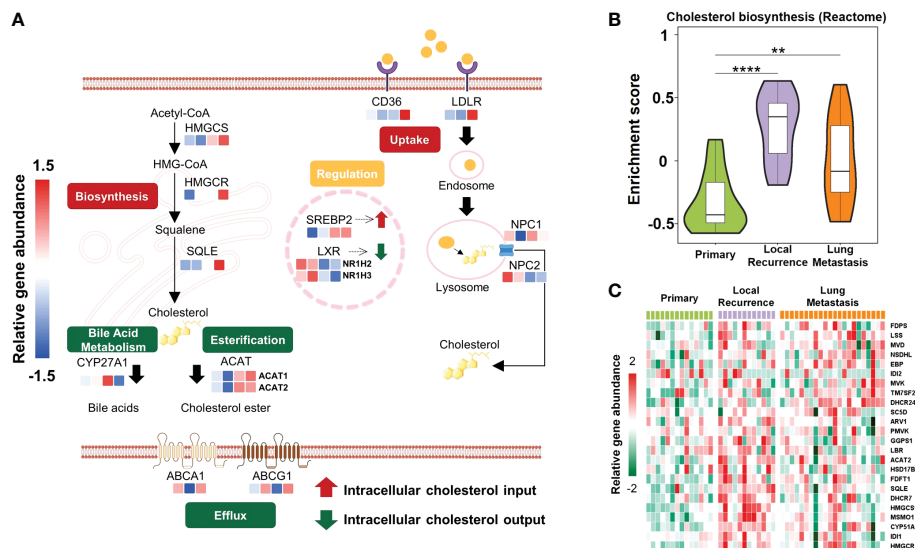 A
Acetyl-CoA
HMGCS
HMG-CoA
HMGCR
Biosynthesis
Squalene
SQLE
Cholesterol
1.5
Relative gene abundance
-1.5
Bile Acid
Metabolism
CYP27A1
Bile acids
Esterification
ACAT
ACAT1
ACAT2
Cholesterol ester
CD36
LDLR
Uptake
Regulation
SREBP2
LXR
NR1H2
NR1H3
Endosome
NPC1
NPC2
Lysosome
Cholesterol
ABCA1
ABCG1
Efflux
Intracellular cholesterol input
Intracellular cholesterol output
B
Cholesterol biosynthesis (Reactome)
Enrichment score
1
0.5
0
-0.5
**
****
Primary
Local
Recurrence
Lung
Metastasis
C
Primary
Local
Recurrence
Lung
Metastasis
Relative gene abundance
2
-2
FDPS
LSS
MVD
NSDHL
EBP
IDI2
MVK
TM7SF2
DHCR24
SC5D
ARV1
PMVK
GGPS1
LBR
ACAT2
HSD17B
FDFT1
SQLE
DHCR7
HMGCS
MSMO1
CYP51A
IDI1
HMGCR